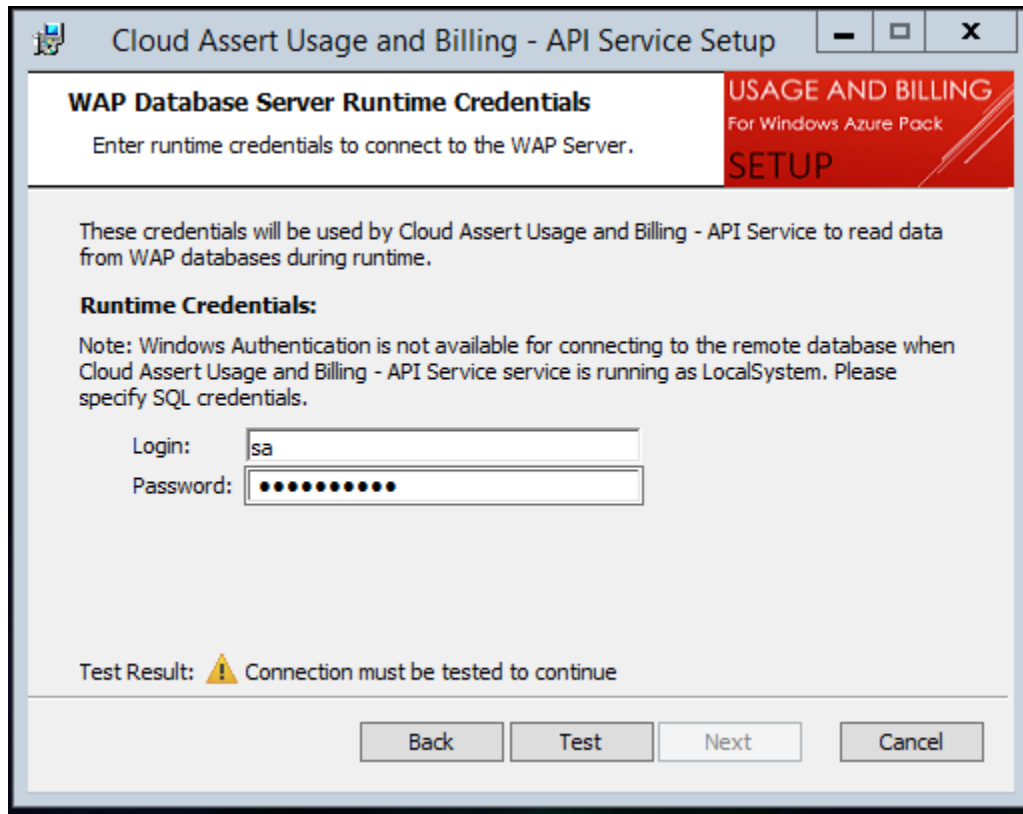 Cloud Assert Usage and Billing - API Service Setup
WAP Database Server Runtime Credentials
Enter runtime credentials to connect to the WAP Server.
USAGE AND BILLING
For Windows Azure Pack
SETUP
These credentials will be used by Cloud Assert Usage and Billing - API Service to read data
from WAP databases during runtime.
Runtime Credentials:
Note: Windows Authentication is not available for connecting to the remote database when
Cloud Assert Usage and Billing - API Service service is running as LocalSystem. Please
specify SQL credentials.
Login: sa
Password: ●●●●●●●●●●
Test Result: Connection must be tested to continue
Back Test Next Cancel